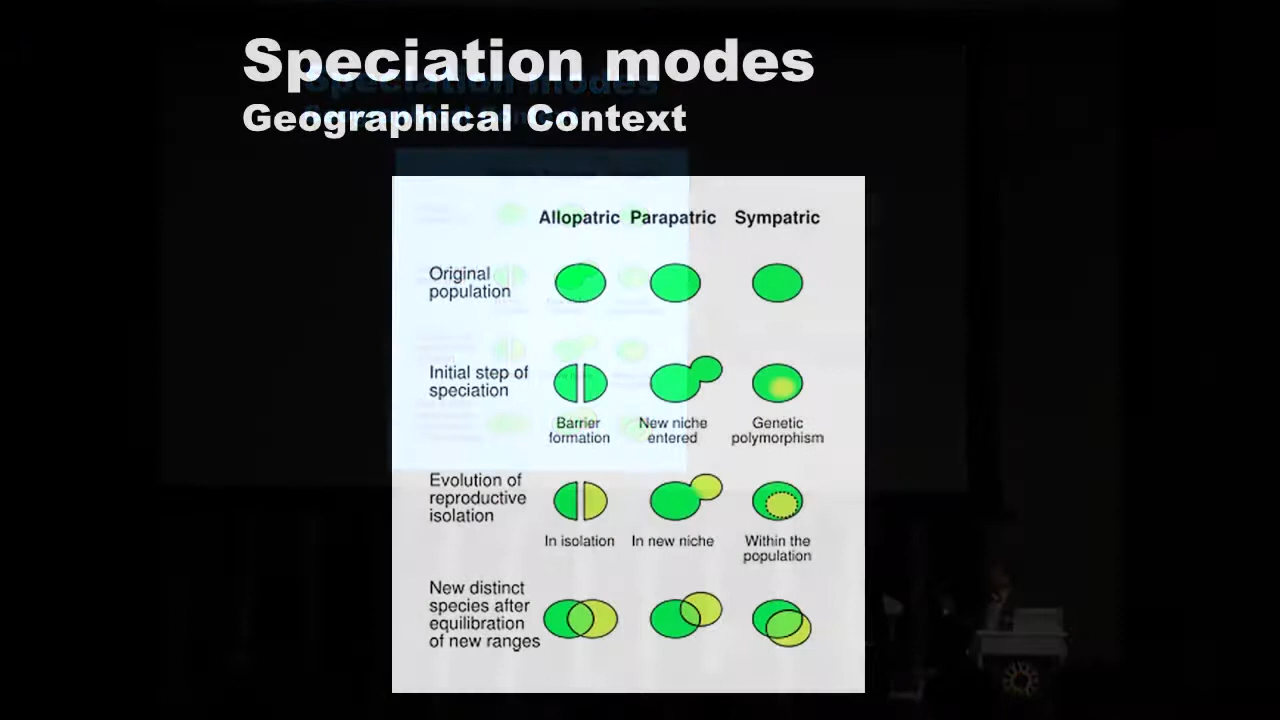 Speciation modes
Geographical Context
Allopatric Parapatric Sympatric
Original
population
Initial step of
speciation
Barrier
formation
New niche
entered
Genetic
polymorphism
Evolution of
reproductive
isolation
In isolation
In new niche
Within the
population
New distinct
species after
equilibration
of new ranges